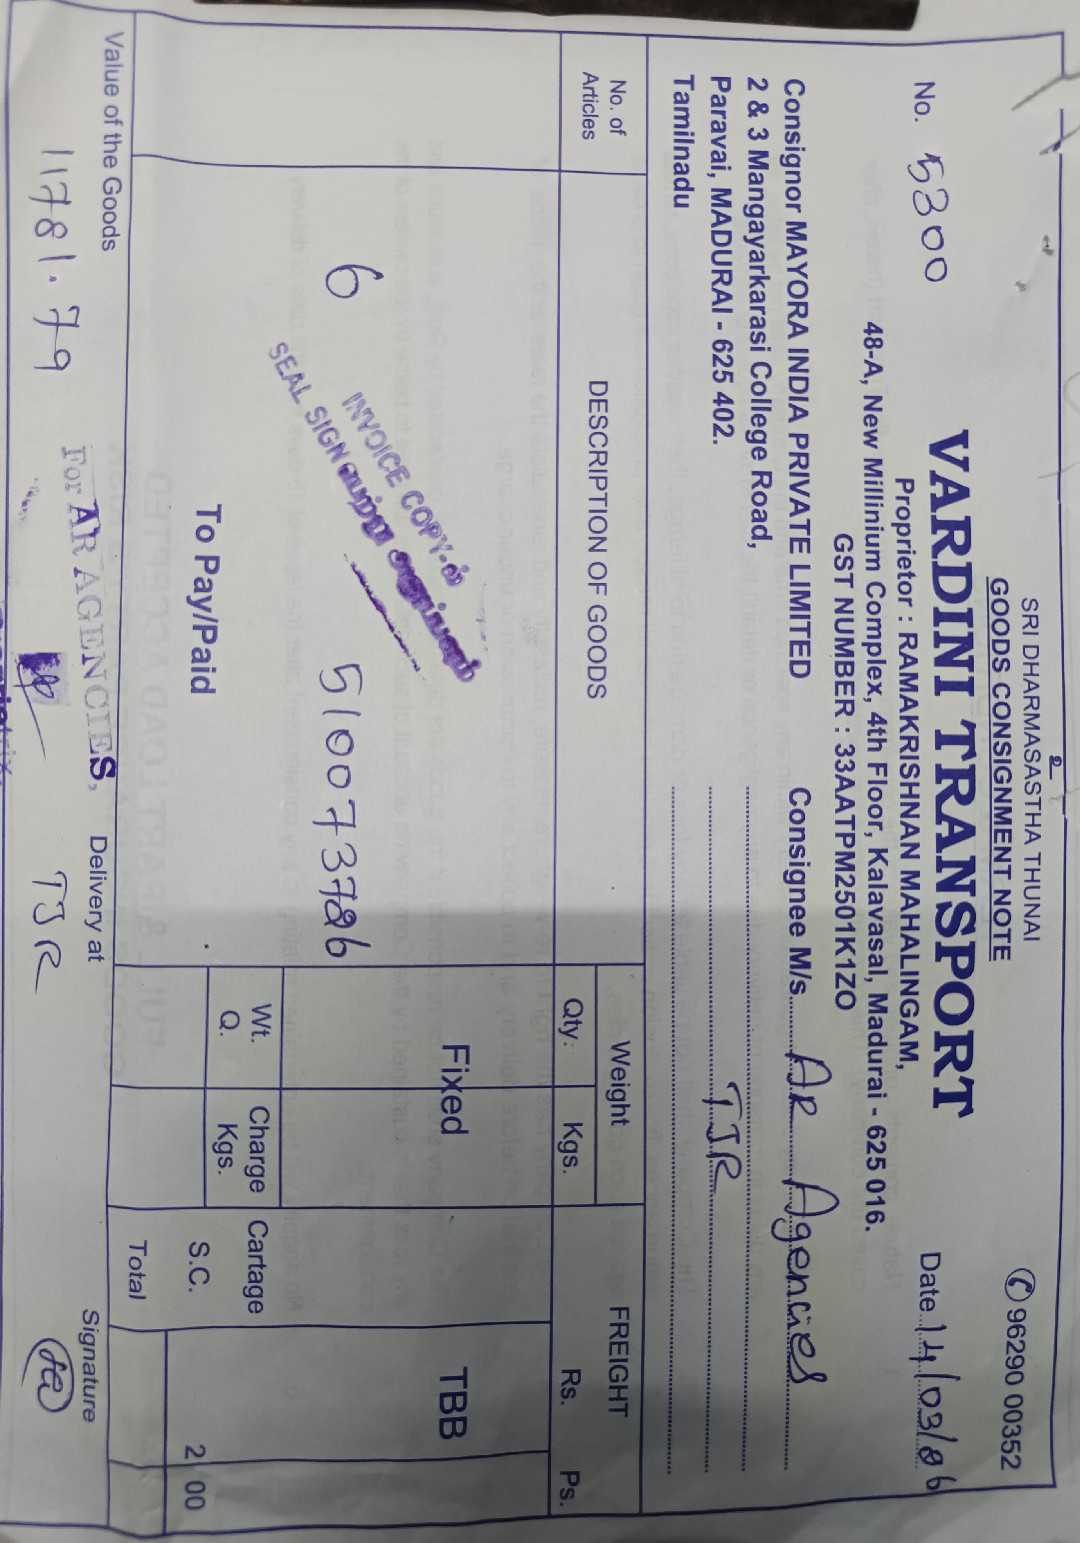 SRI DHARMASASTHA THUNAI
GOODS CONSIGNMENT NOTE
✆ 96290 00352
No. 5300
VARDINI TRANSPORT
Date 14/03/26
Proprietor : RAMAKRISHNAN MAHALINGAM,
48-A, New Millinium Complex, 4th Floor, Kalavasal, Madurai - 625 016.
GST NUMBER : 33AATPM2501K1ZO
Consignor MAYORA INDIA PRIVATE LIMITED
2 & 3 Mangayarkarasi College Road,
Paravai, MADURAI - 625 402.
Tamilnadu
Consignee M/s. AR Agencies
TJR
No. of Articles
DESCRIPTION OF GOODS
Weight
Qty. Kgs.
FREIGHT
Rs. Ps.
6
INVOICE COPY-ல்
SEAL SIGN
510073726
Fixed
TBB
To Pay/Paid
Wt. Q.
Charge Kgs.
Cartage
S.C. 2 00
Total
Value of the Goods
11781.79
For AR AGENCIES,
Delivery at
TJR
Signature